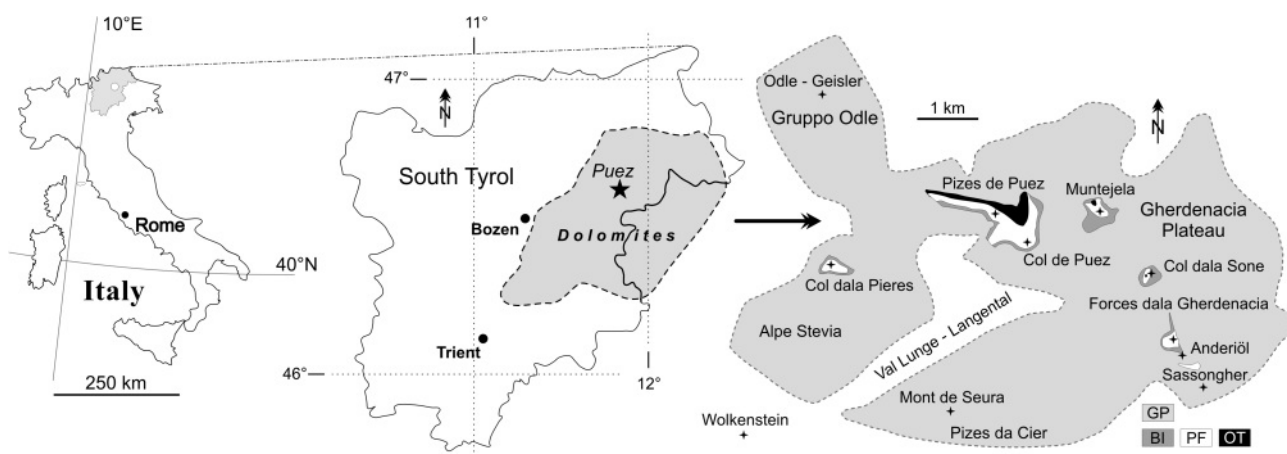 10°E
Rome
40°N
Italy
250 km
11°
47°
N
South Tyrol
Puez
Bozen
Dolomites
Trient
46°
12°
Odle - Geisler
Gruppo Odle
1 km
N
Pizes de Puez
Muntejela
Gherdenacia
Plateau
Col de Puez
Col dala Sone
Col dala Pieres
Forces dala Gherdenacia
Alpe Stevia
Val Lunge - Langental
Anderiöl
Sassongher
Mont de Seura
Wolkenstein
Pizes da Cier
GP
BI PF OT